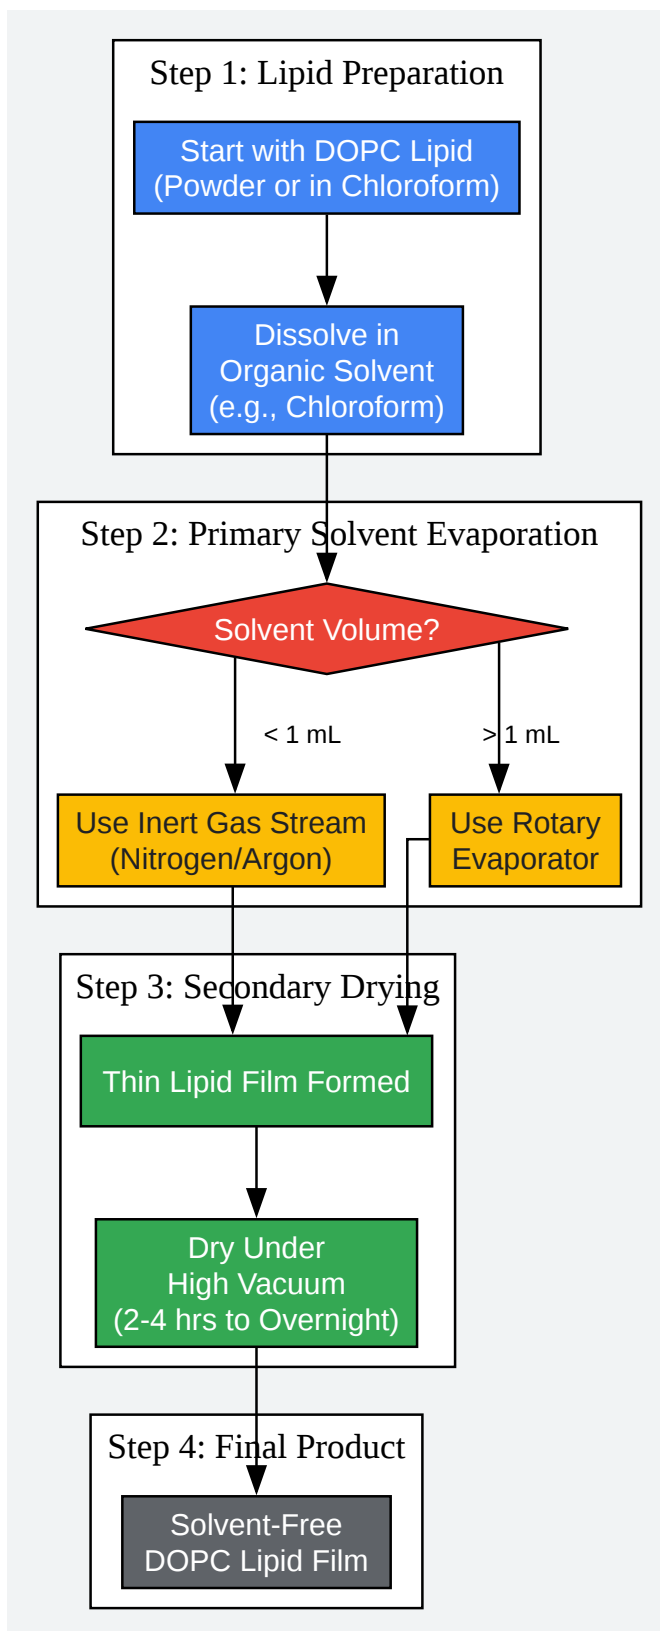 Step 1: Lipid Preparation
Start with DOPC Lipid
(Powder or in Chloroform)
Dissolve in
Organic Solvent
(e.g., Chloroform)
Step 2: Primary Solvent Evaporation
Solvent Volume?
< 1 mL
> 1 mL
Use Inert Gas Stream
(Nitrogen/Argon)
Use Rotary
Evaporator
Step 3: Secondary Drying
Thin Lipid Film Formed
Dry Under
High Vacuum
(2-4 hrs to Overnight)
Step 4: Final Product
Solvent-Free
DOPC Lipid Film